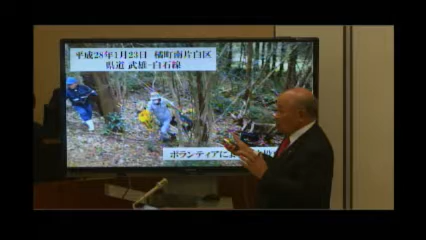 平成28年1月23日 橘町南片白区
県道 武雄-白石線
ボランティアに